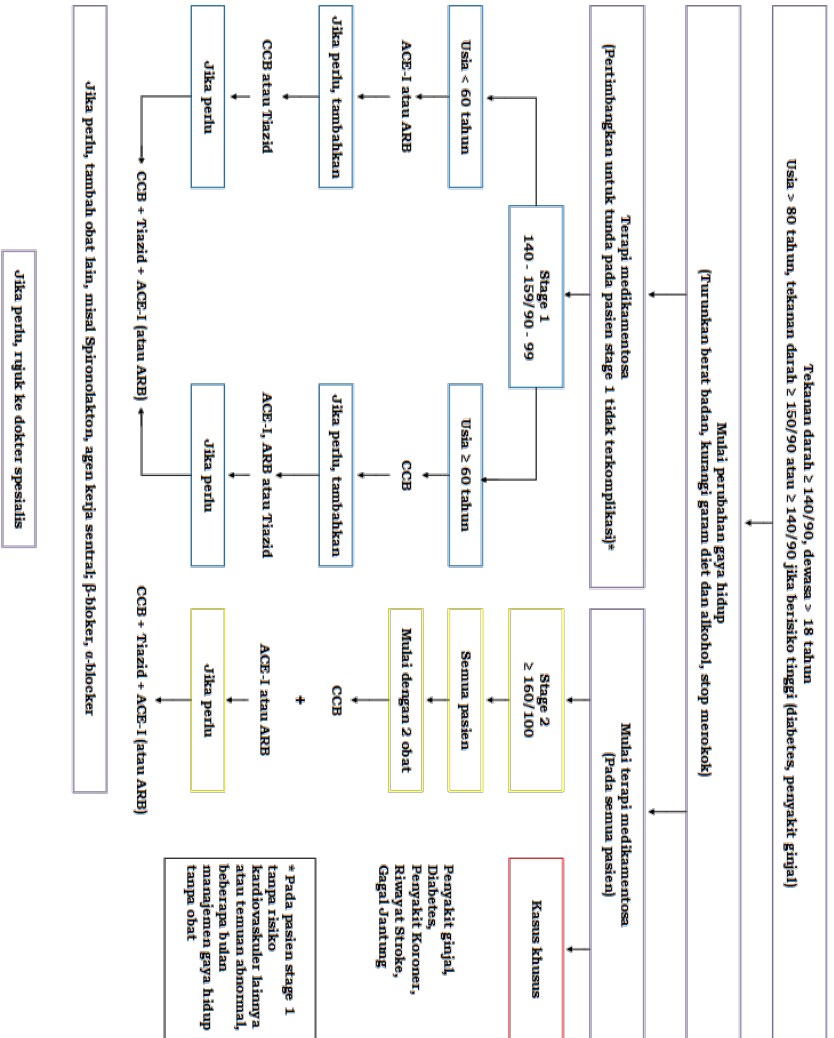 Tekanan darah ≥ 140/90, dewasa > 18 tahun
Usia > 80 tahun, tekanan darah ≥ 150/90 atau ≥ 140/90 jika berisiko tinggi (diabetes, penyakit ginjal)
Mulai perubahan gaya hidup
(Turunkan berat badan, kurangi garam diet dan alkohol, stop merokok)
Terapi medikamentosa
(Pertimbangkan untuk tunda pada pasien stage 1 tidak terkomplikasi)*
Mulai terapi medikamentosa
(Pada semua pasien)
Stage 1
140 - 159/90 - 99
Usia < 60 tahun
ACE-I atau ARB
Jika perlu, tambahkan
CCB atau Tiazid
Jika perlu
Usia ≥ 60 tahun
CCB
Jika perlu, tambahkan
ACE-I, ARB atau Tiazid
Jika perlu
CCB + Tiazid + ACE-I (atau ARB)
Stage 2
≥ 160/100
Semua pasien
Mulai dengan 2 obat
CCB
+
ACE-I atau ARB
Jika perlu
CCB + Tiazid + ACE-I (atau ARB)
Kasus khusus
Penyakit ginjal,
Diabetes,
Penyakit Koroner,
Riwayat Stroke,
Gagal Jantung
* Pada pasien stage 1
tanpa risiko
kardiovaskuler lainnya
atau temuan abnormal,
beberapa bulan
manajemen gaya hidup
tanpa obat
Jika perlu, tambah obat lain, misal Spironolakton, agen kerja sentral; β-bloker, α-blocker
Jika perlu, rujuk ke dokter spesialis